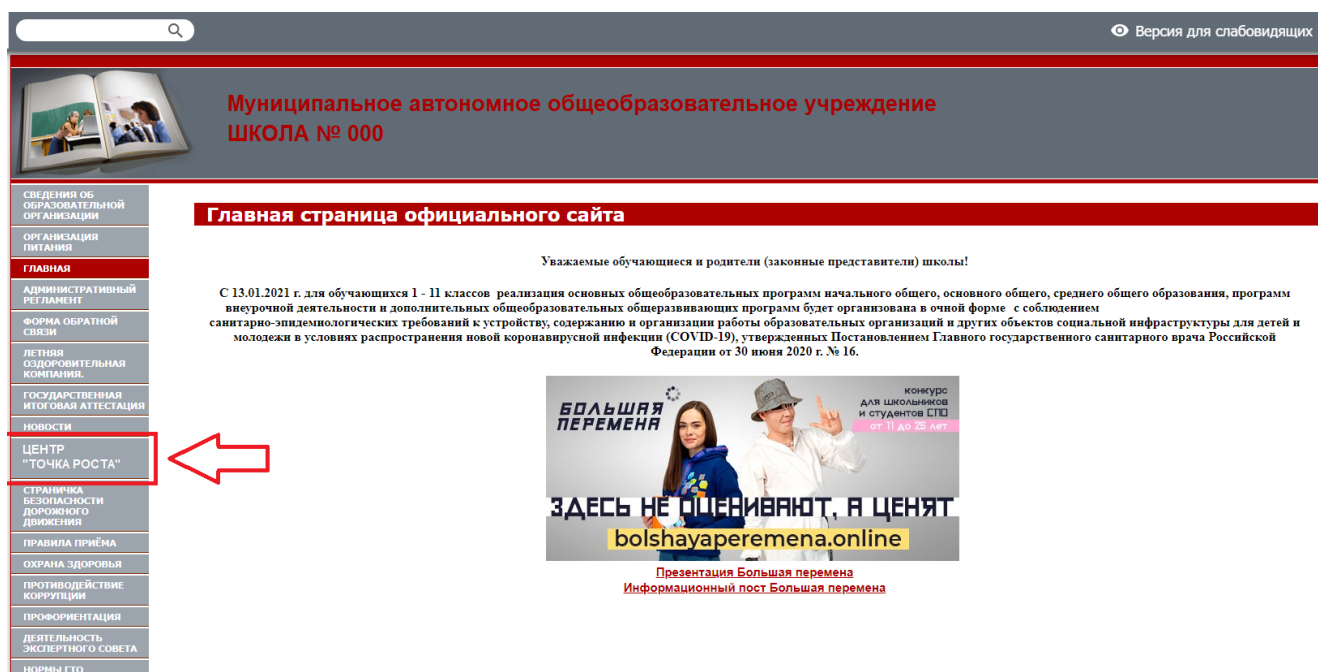 Версия для слабовидящих
Муниципальное автономное общеобразовательное учреждение
ШКОЛА № 000
СВЕДЕНИЯ ОБ
ОБРАЗОВАТЕЛЬНОЙ
ОРГАНИЗАЦИИ
ОРГАНИЗАЦИЯ
ПИТАНИЯ
ГЛАВНАЯ
АДМИНИСТРАТИВНЫЙ
РЕГЛАМЕНТ
ФОРМА ОБРАТНОЙ
СВЯЗИ
ЛЕТНЯЯ
ОЗДОРОВИТЕЛЬНАЯ
КОМПАНИЯ.
ГОСУДАРСТВЕННАЯ
ИТОГОВАЯ АТТЕСТАЦИЯ
НОВОСТИ
ЦЕНТР
"ТОЧКА РОСТА"
СТРАНИЧКА
БЕЗОПАСНОСТИ
ДОРОЖНОГО
ДВИЖЕНИЯ
ПРАВИЛА ПРИЁМА
ОХРАНА ЗДОРОВЬЯ
ПРОТИВОДЕЙСТВИЕ
КОРРУПЦИИ
ПРОФОРИЕНТАЦИЯ
ДЕЯТЕЛЬНОСТЬ
ЭКСПЕРТНОГО СОВЕТА
НОРМЫ ГТО
Главная страница официального сайта
Уважаемые обучающиеся и родители (законные представители) школы!
С 13.01.2021 г. для обучающихся 1 - 11 классов реализация основных общеобразовательных программ начального общего, основного общего, среднего общего образования, программ
внеурочной деятельности и дополнительных общеобразовательных общеразвивающих программ будет организована в очной форме с соблюдением
санитарно-эпидемиологических требований к устройству, содержанию и организации работы образовательных организаций и других объектов социальной инфраструктуры для детей и
молодежи в условиях распространения новой коронавирусной инфекции (COVID-19), утвержденных Постановлением Главного государственного санитарного врача Российской
Федерации от 30 июня 2020 г. № 16.
БОЛЬШАЯ
ПЕРЕМЕНА
конкурс
для школьников
и студентов СПО
от 11 до 25 лет
ЗДЕСЬ НЕ ОЦЕНИВАЮТ, А ЦЕНЯТ
bolshayaperemena.online
Презентация Большая перемена
Информационный пост Большая перемена